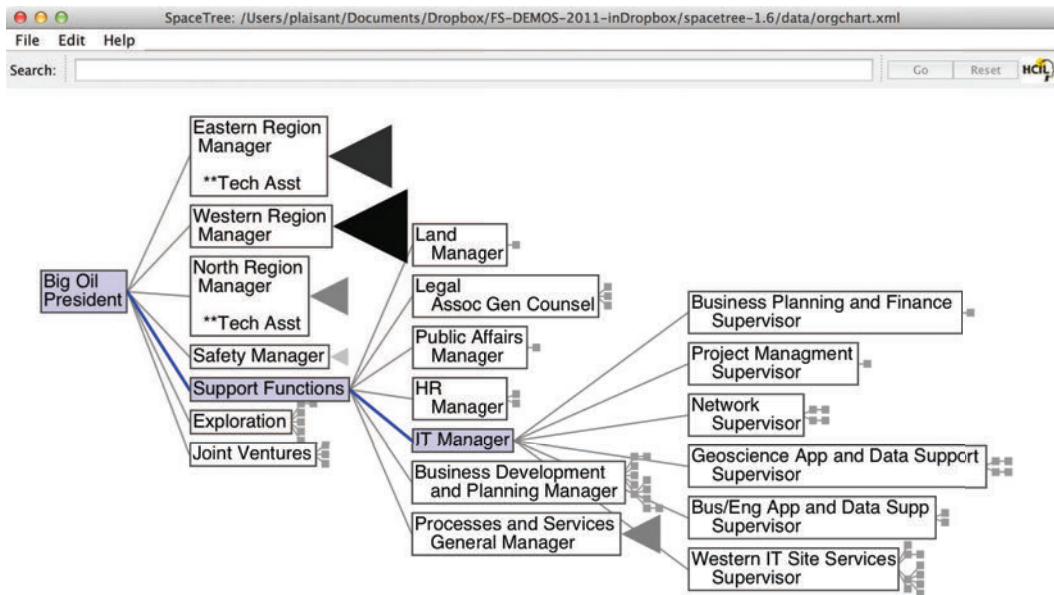 SpaceTree: /Users/plaisant/Documents/Dropbox/FS-DEMOS-2011-inDropbox/spacetree-1.6/data/orgchart.xml
File Edit Help
Search: Go Reset HCIL
Eastern Region
Manager
**Tech Asst
Western Region
Manager
North Region
Manager
**Tech Asst
Big Oil
President
Safety Manager
Support Functions
Exploration
Joint Ventures
Land
Manager
Legal
Assoc Gen Counsel
Public Affairs
Manager
HR
Manager
IT Manager
Business Development
and Planning Manager
Processes and Services
General Manager
Business Planning and Finance
Supervisor
Project Managment
Supervisor
Network
Supervisor
Geoscience App and Data Support
Supervisor
Bus/Eng App and Data Supp
Supervisor
Western IT Site Services
Supervisor